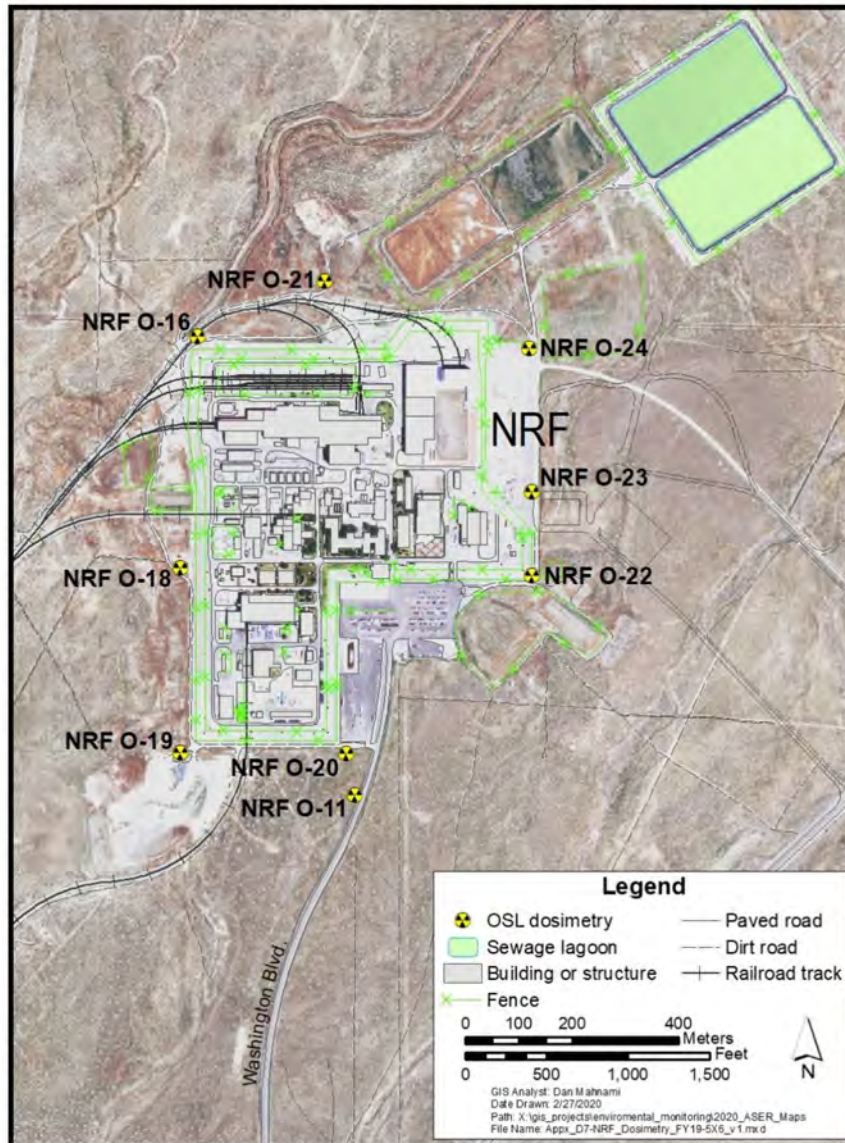 NRF O-21
NRF O-16
NRF O-24
NRF
NRF O-23
NRF O-18
NRF O-22
NRF O-19
NRF O-20
NRF O-11
Washington Blvd.
Legend
OSL dosimetry
Paved road
Sewage lagoon
Dirt road
Building or structure
Railroad track
Fence
0 100 200 400
Meters
Feet
0 500 1,000 1,500
N
GIS Analyst: Dan Mahnami
Date Drawn: 2/27/2020
Path: X:\gis_projects\enviromental_monitoring\2020_ASER_Maps
File Name: Appx_D7-NRF_Dosimetry_FY19-5X6_v1.mxd